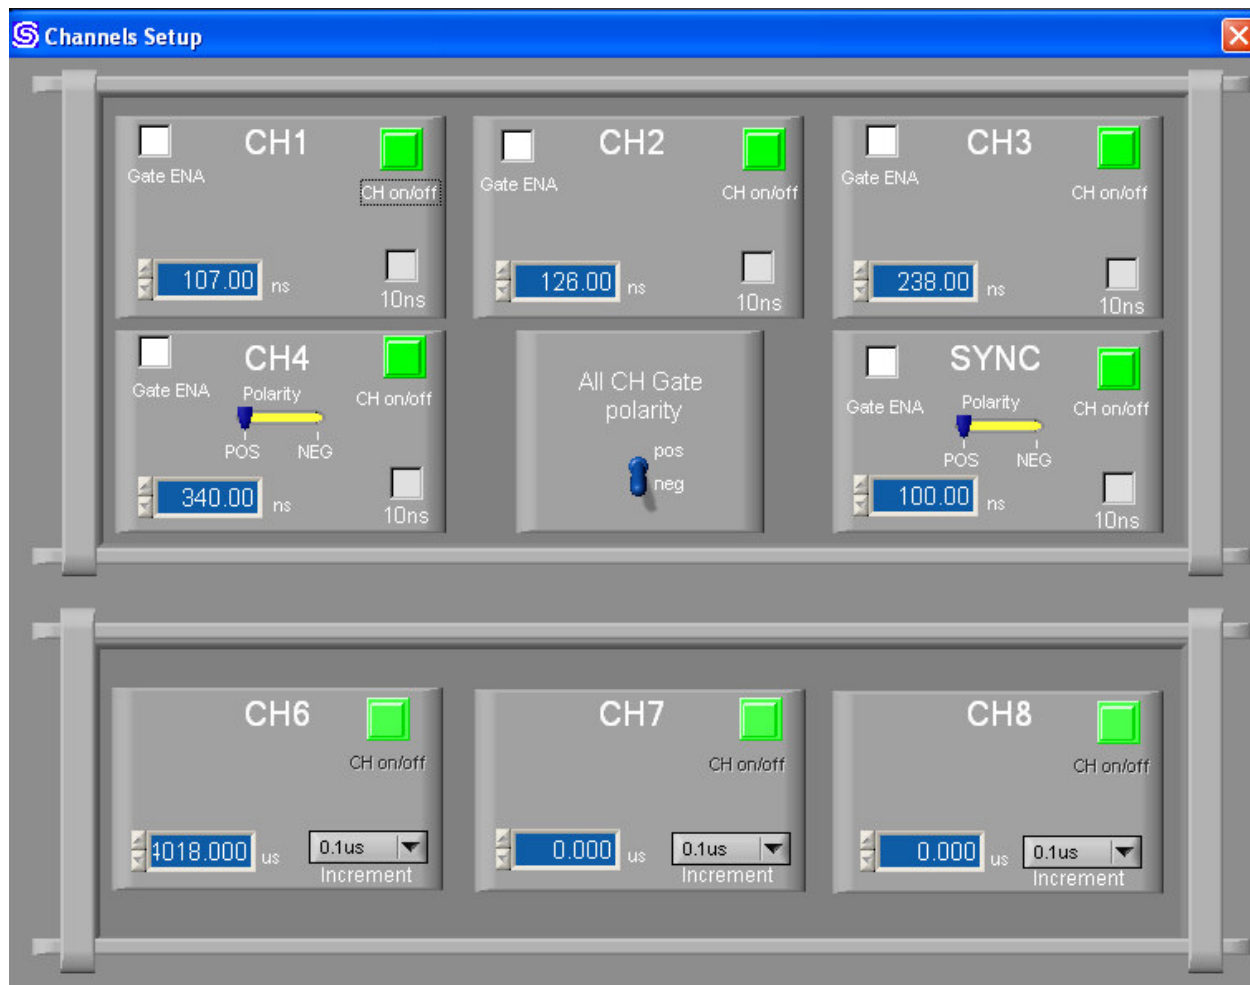 Channels Setup
CH1
Gate ENA
CH on/off
107.00 ns
10ns
CH2
Gate ENA
CH on/off
126.00 ns
10ns
CH3
Gate ENA
CH on/off
238.00 ns
10ns
CH4
Gate ENA
Polarity
CH on/off
POS NEG
340.00 ns
10ns
All CH Gate
polarity
pos
neg
SYNC
Gate ENA
Polarity
CH on/off
POS NEG
100.00 ns
10ns
CH6
CH on/off
4018.000 us
0.1us
Increment
CH7
CH on/off
0.000 us
0.1us
Increment
CH8
CH on/off
0.000 us
0.1us
Increment